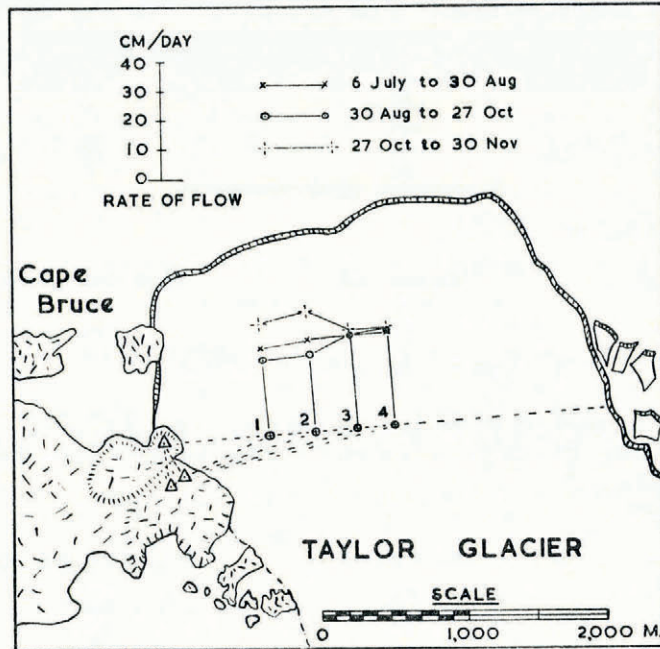 CM/DAY
40
30
20
10
0
RATE OF FLOW
6 July to 30 Aug
30 Aug to 27 Oct
27 Oct to 30 Nov
Cape
Bruce
1 2 3 4
TAYLOR GLACIER
SCALE
0 1,000 2,000 M.